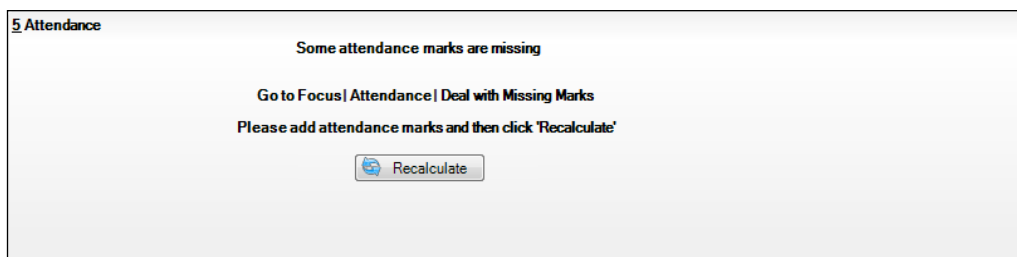 5 Attendance
Some attendance marks are missing
Go to Focus| Attendance| Deal with Missing Marks
Please add attendance marks and then click 'Recalculate'
Recalculate